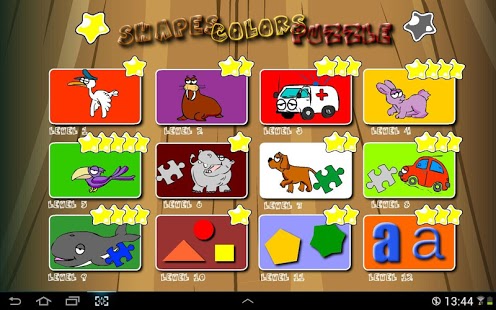 SHAPES COLORS PUZZLE
LEVEL 1 LEVEL 2 LEVEL 3 LEVEL 4
LEVEL 5 LEVEL 6 LEVEL 7 LEVEL 8
a a
LEVEL 9 LEVEL 10 LEVEL 11 LEVEL 12
13:44